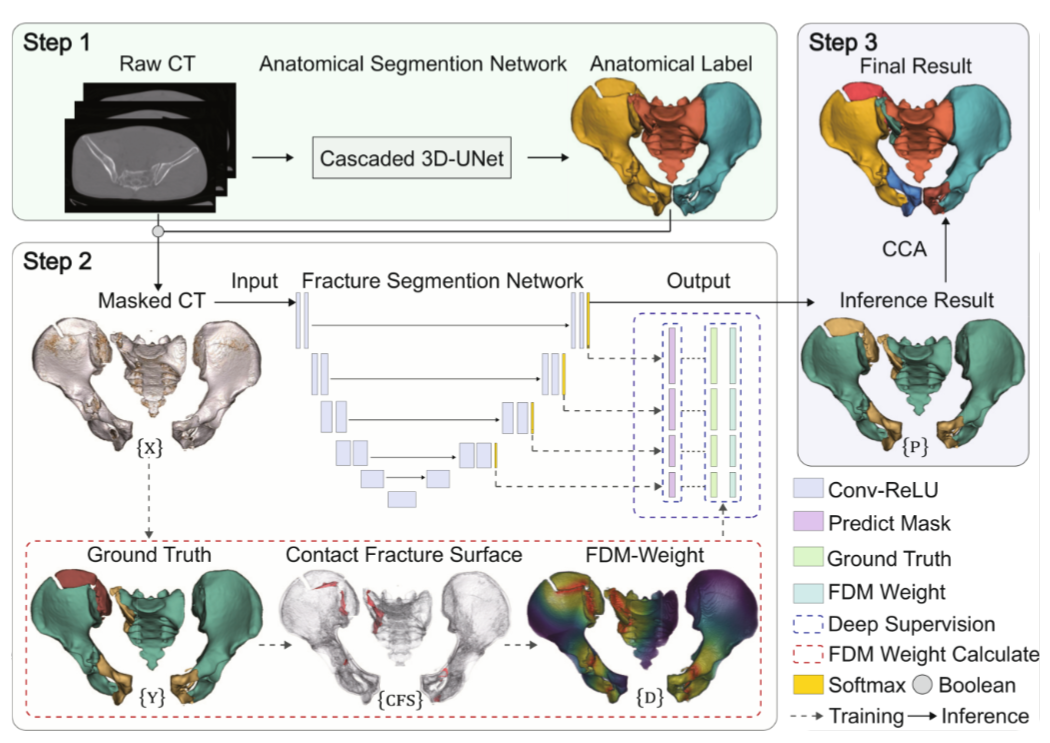 Step 1
Raw CT
Anatomical Segmention Network
Anatomical Label
Cascaded 3D-UNet
Step 2
Masked CT
Input
Fracture Segmention Network
Output
{X}
Ground Truth
Contact Fracture Surface
FDM-Weight
{Y}
{CFS}
{D}
Step 3
Final Result
CCA
Inference Result
{P}
Conv-ReLU
Predict Mask
Ground Truth
FDM Weight
Deep Supervision
FDM Weight Calculate
Softmax Boolean
Training Inference